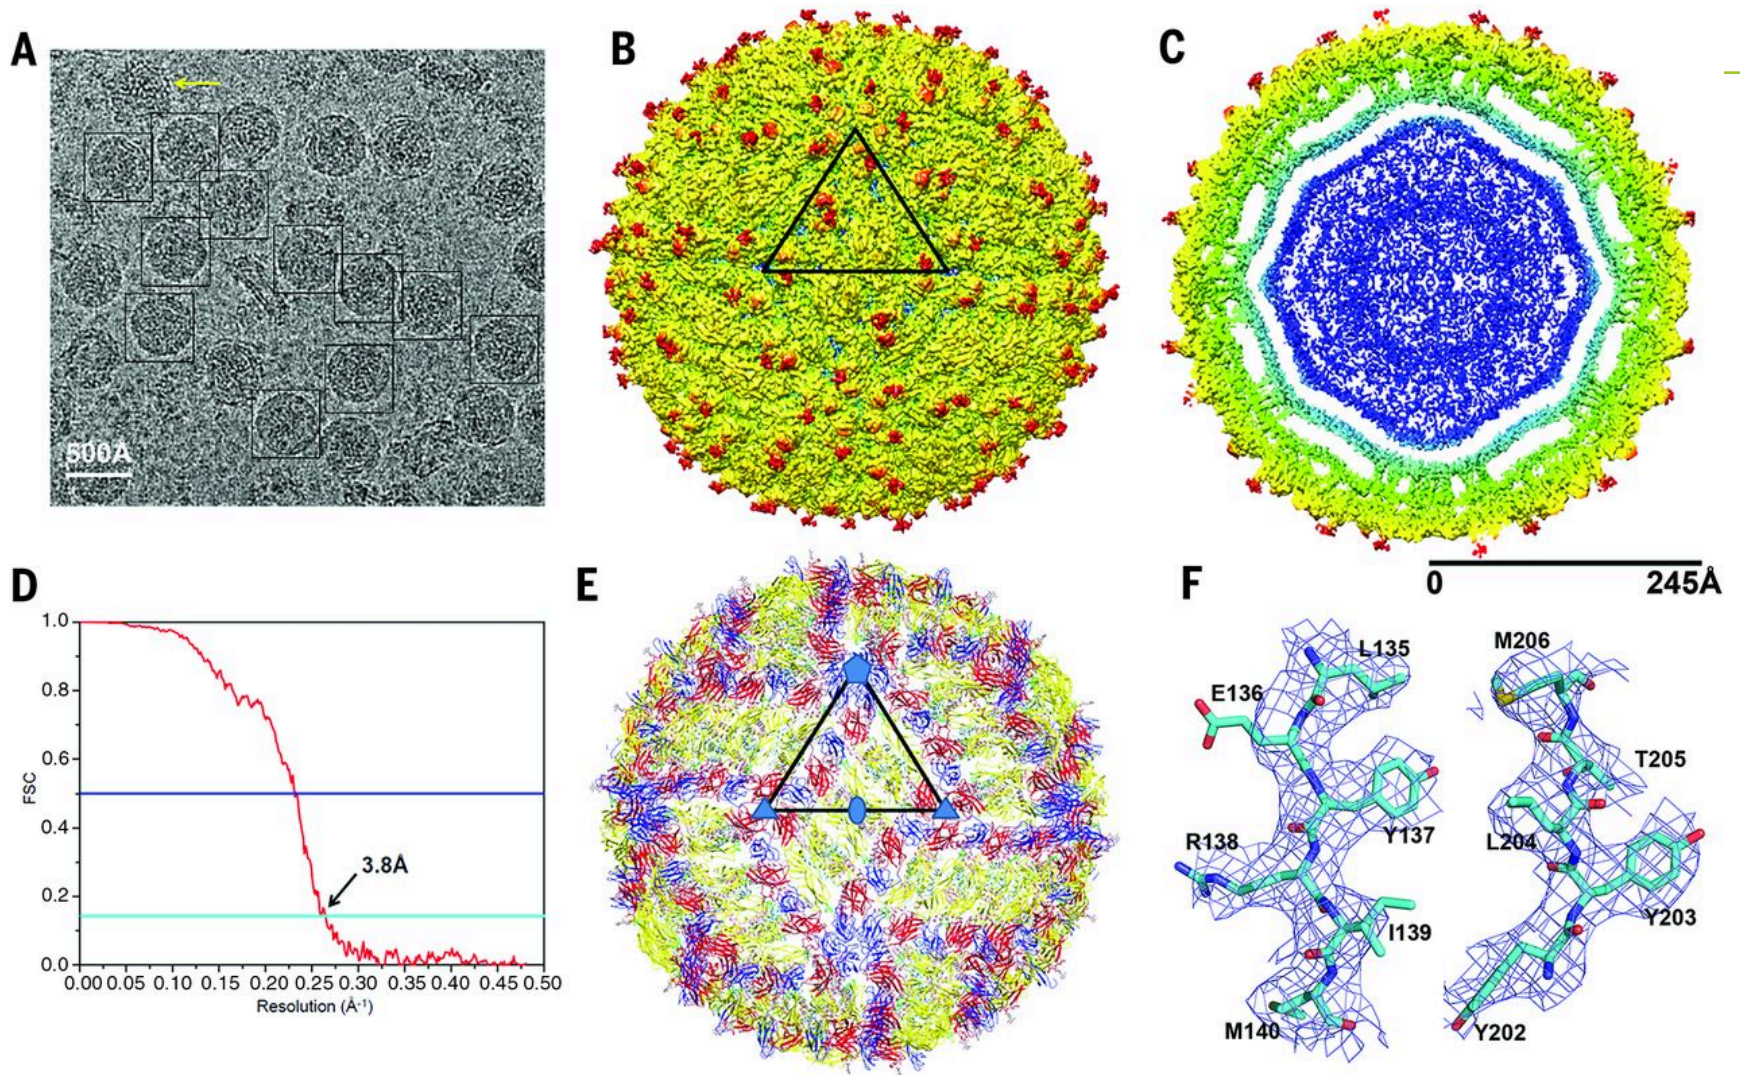 A
500Å
B
C
0 245Å
D
1.0
0.8
0.6
0.4
0.2
0.0
FSC
3.8Å
0.00 0.05 0.10 0.15 0.20 0.25 0.30 0.35 0.40 0.45 0.50
Resolution (Å⁻¹)
E
F
L135
E136
Y137
R138
I139
M140
M206
T205
L204
Y203
Y202